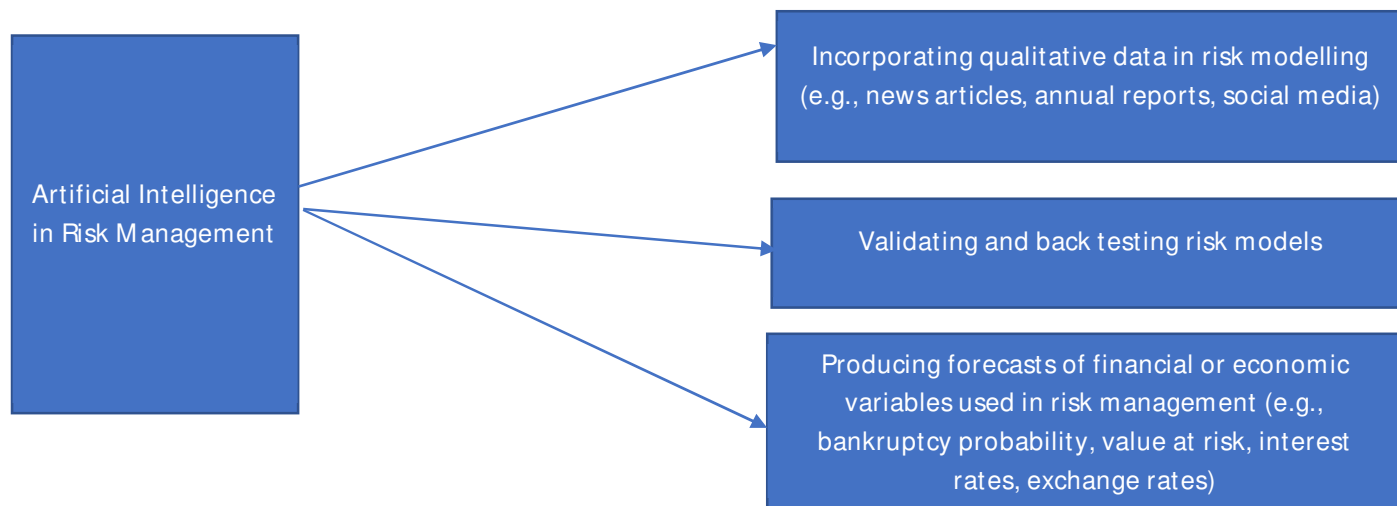 Artificial Intelligence
in Risk Management
Incorporating qualitative data in risk modelling
(e.g., news articles, annual reports, social media)
Validating and back testing risk models
Producing forecasts of financial or economic
variables used in risk management (e.g.,
bankruptcy probability, value at risk, interest
rates, exchange rates)